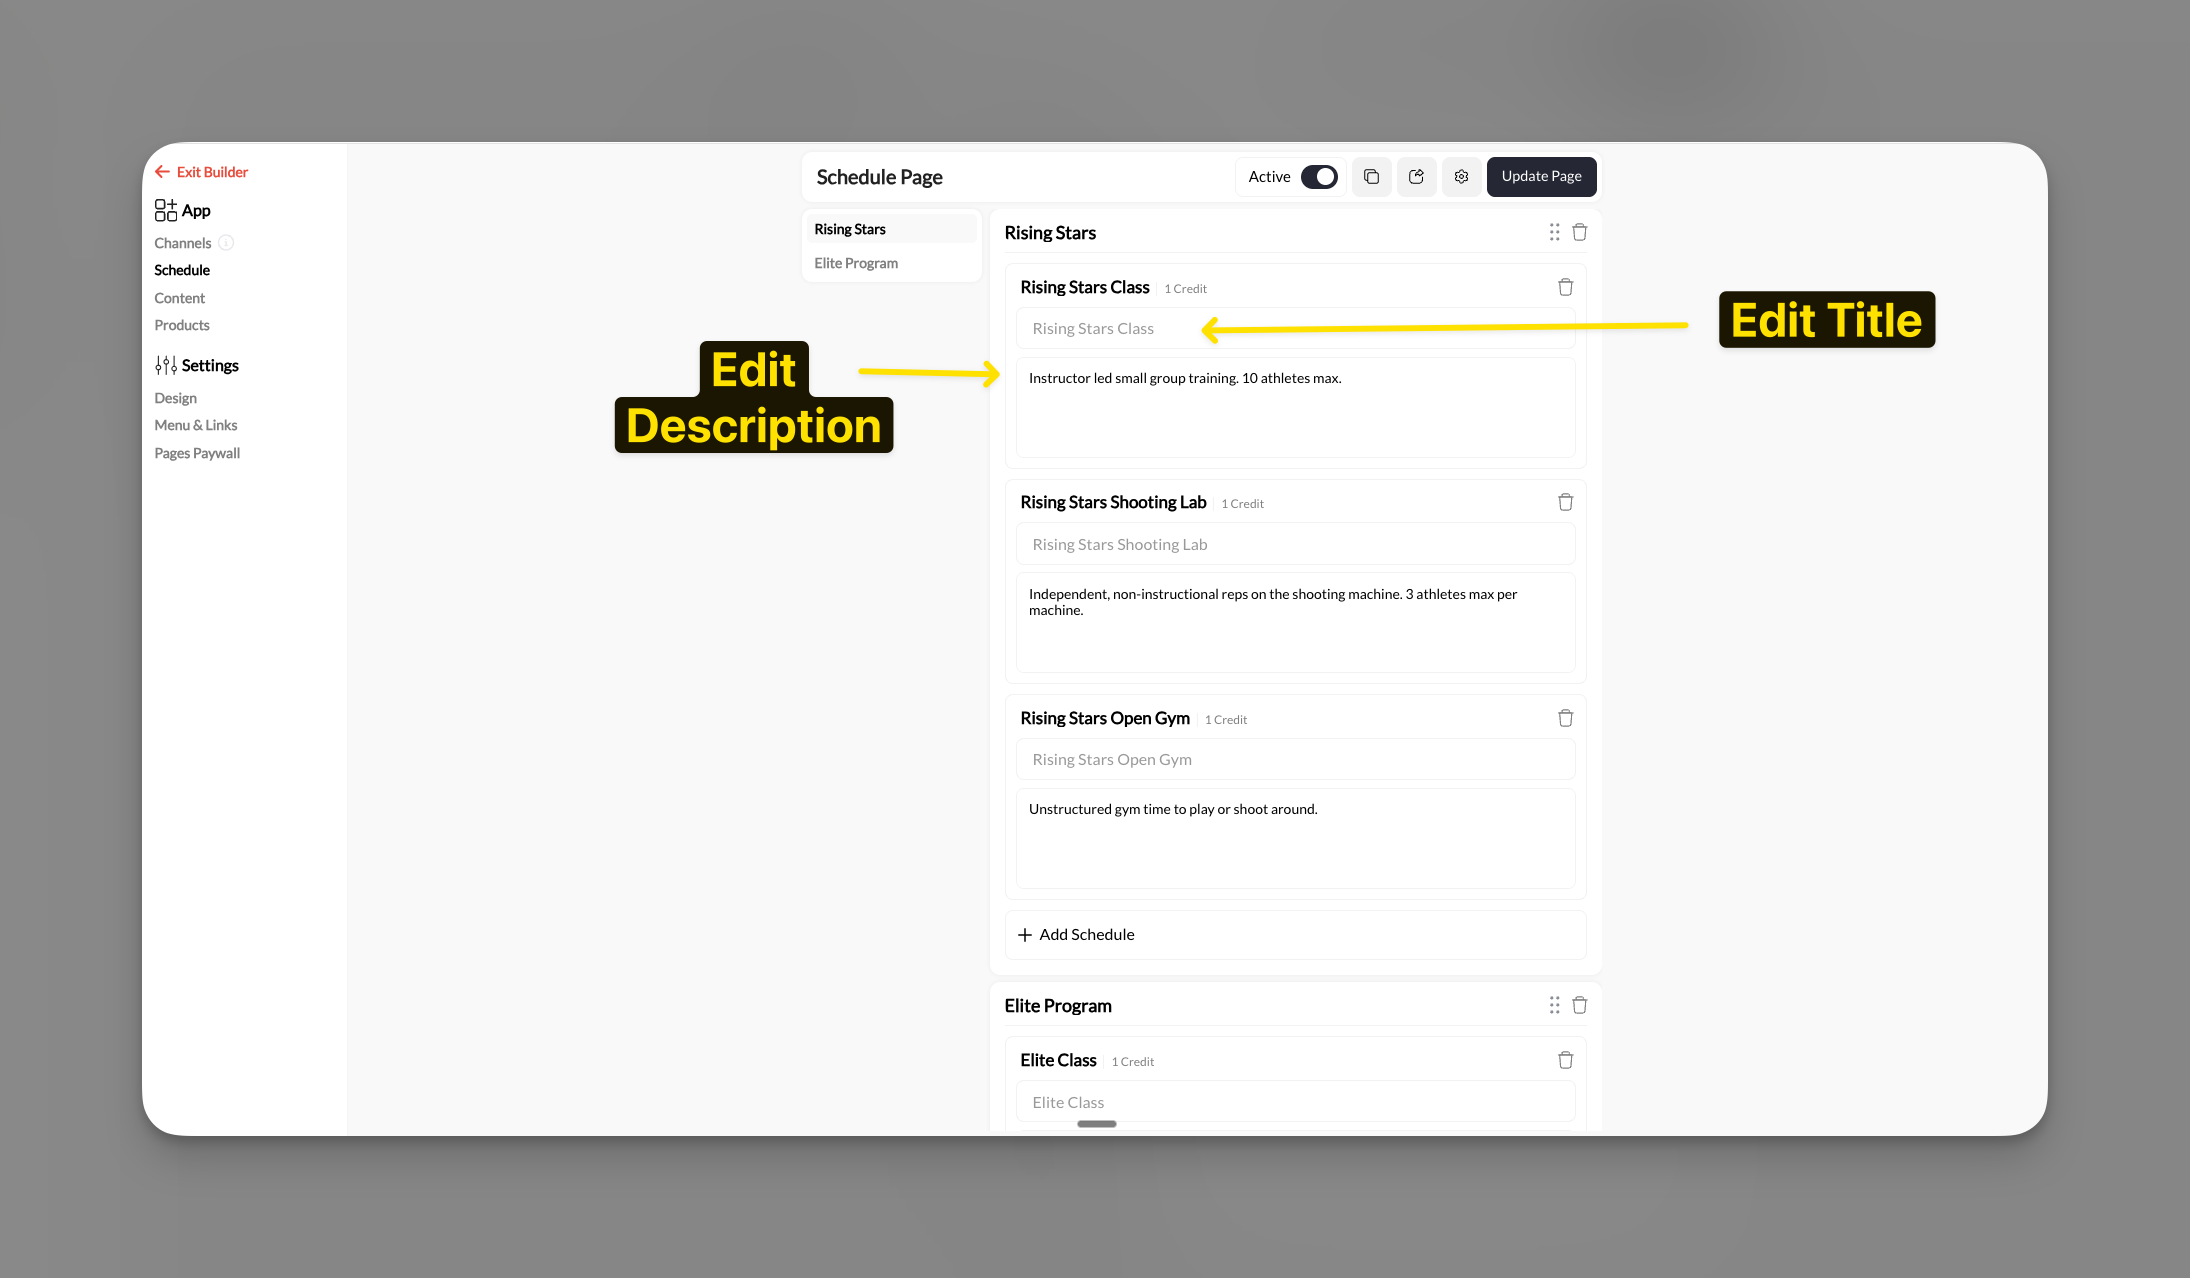 Exit Builder
App
Channels
Schedule
Content
Products
Settings
Design
Menu & Links
Pages Paywall
Schedule Page
Active
Update Page
Rising Stars
Elite Program
Rising Stars
Rising Stars Class
1 Credit
Rising Stars Class
Instructor led small group training. 10 athletes max.
Edit Title
Edit
Description
Rising Stars Shooting Lab
1 Credit
Rising Stars Shooting Lab
Independent, non-instructional reps on the shooting machine. 3 athletes max per
machine.
Rising Stars Open Gym
1 Credit
Rising Stars Open Gym
Unstructured gym time to play or shoot around.
Add Schedule
Elite Program
Elite Class
1 Credit
Elite Class